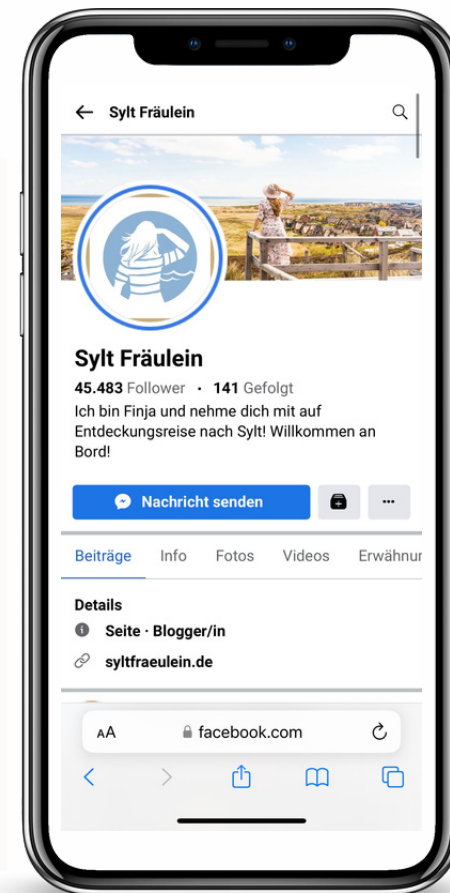 Sylt Fräulein
Sylt Fräulein
45.483 Follower · 141 Gefolgt
Ich bin Finja und nehme dich mit auf
Entdeckungsreise nach Sylt! Willkommen an
Bord!
Nachricht senden
Beiträge Info Fotos Videos Erwähnur
Details
Seite · Blogger/in
syltfraeulein.de
AA facebook.com